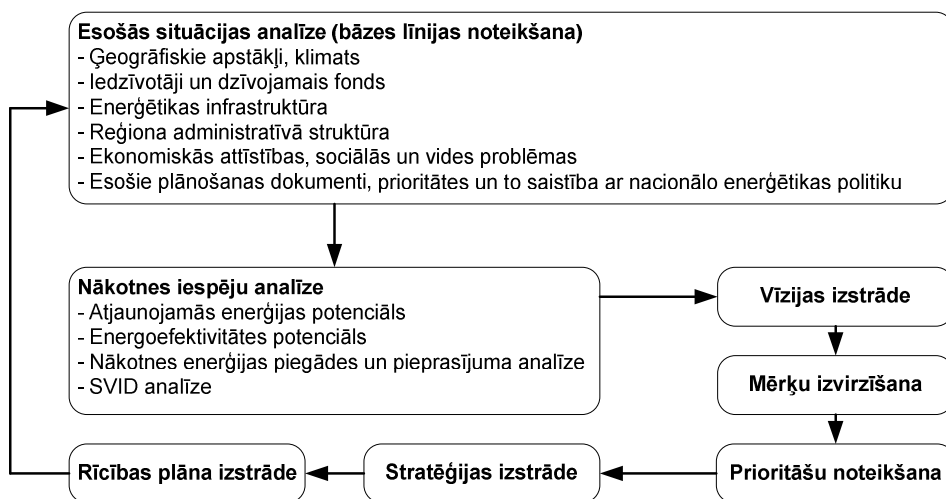 Esošās situācijas analīze (bāzes līnijas noteikšana)
- Ģeogrāfiskie apstākļi, klimats
- Iedzīvotāji un dzīvojamais fonds
- Enerģētikas infrastruktūra
- Reģiona administratīvā struktūra
- Ekonomiskās attīstības, sociālās un vides problēmas
- Esošie plānošanas dokumenti, prioritātes un to saistība ar nacionālo enerģētikas politiku
Nākotnes iespēju analīze
- Atjaunojamās enerģijas potenciāls
- Energoefektivitātes potenciāls
- Nākotnes enerģijas piegādes un pieprasījuma analīze
- SVID analīze
Vīzijas izstrāde
Mērķu izvirzīšana
Prioritāšu noteikšana
Stratēģijas izstrāde
Rīcības plāna izstrāde